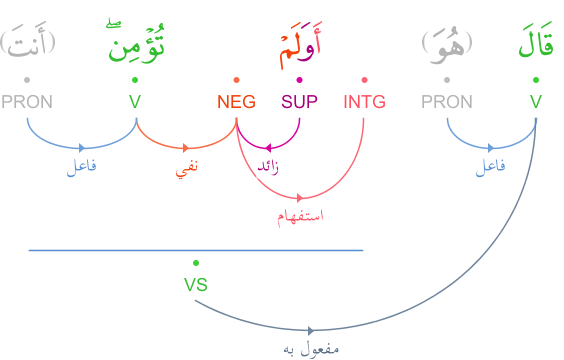 قَالَ (هُوَ) أَوَلَمْ تُؤْمِن ۖ (أَنتَ)
V PRON INTG SUP NEG V PRON
فاعل زائد نفي فاعل
استفهام
VS
مفعول به